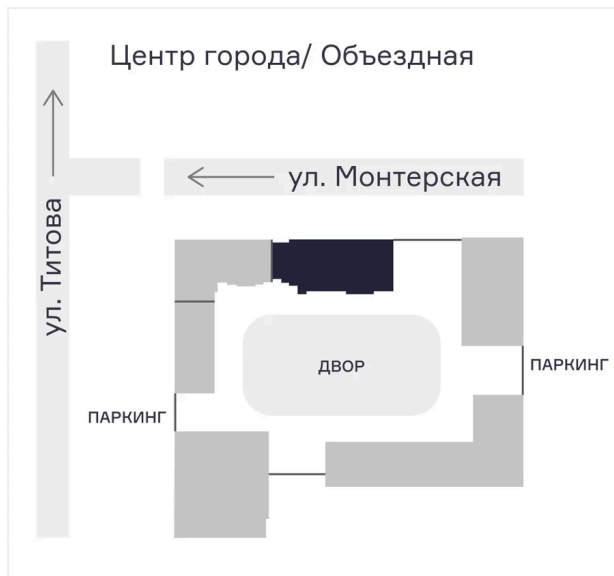 Центр города/ Объездная
ул. Монтерская
ул. Титова
ДВОР
ПАРКИНГ
ПАРКИНГ